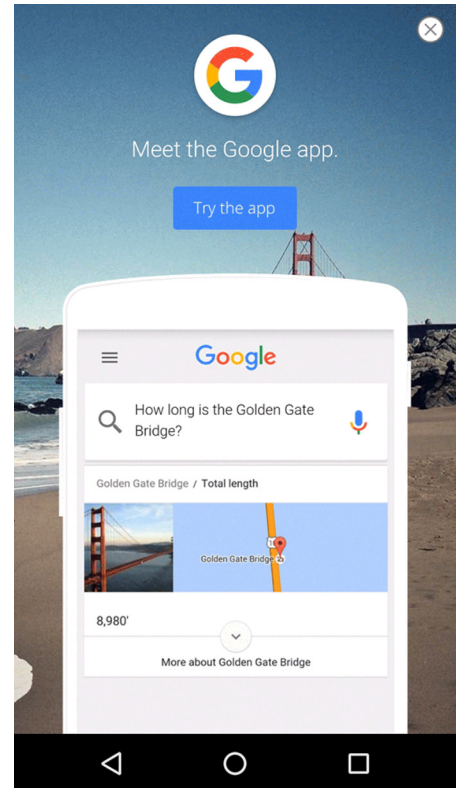 Meet the Google app.
Try the app
Google
How long is the Golden Gate
Bridge?
Golden Gate Bridge / Total length
Golden Gate Bridge
8,980'
More about Golden Gate Bridge